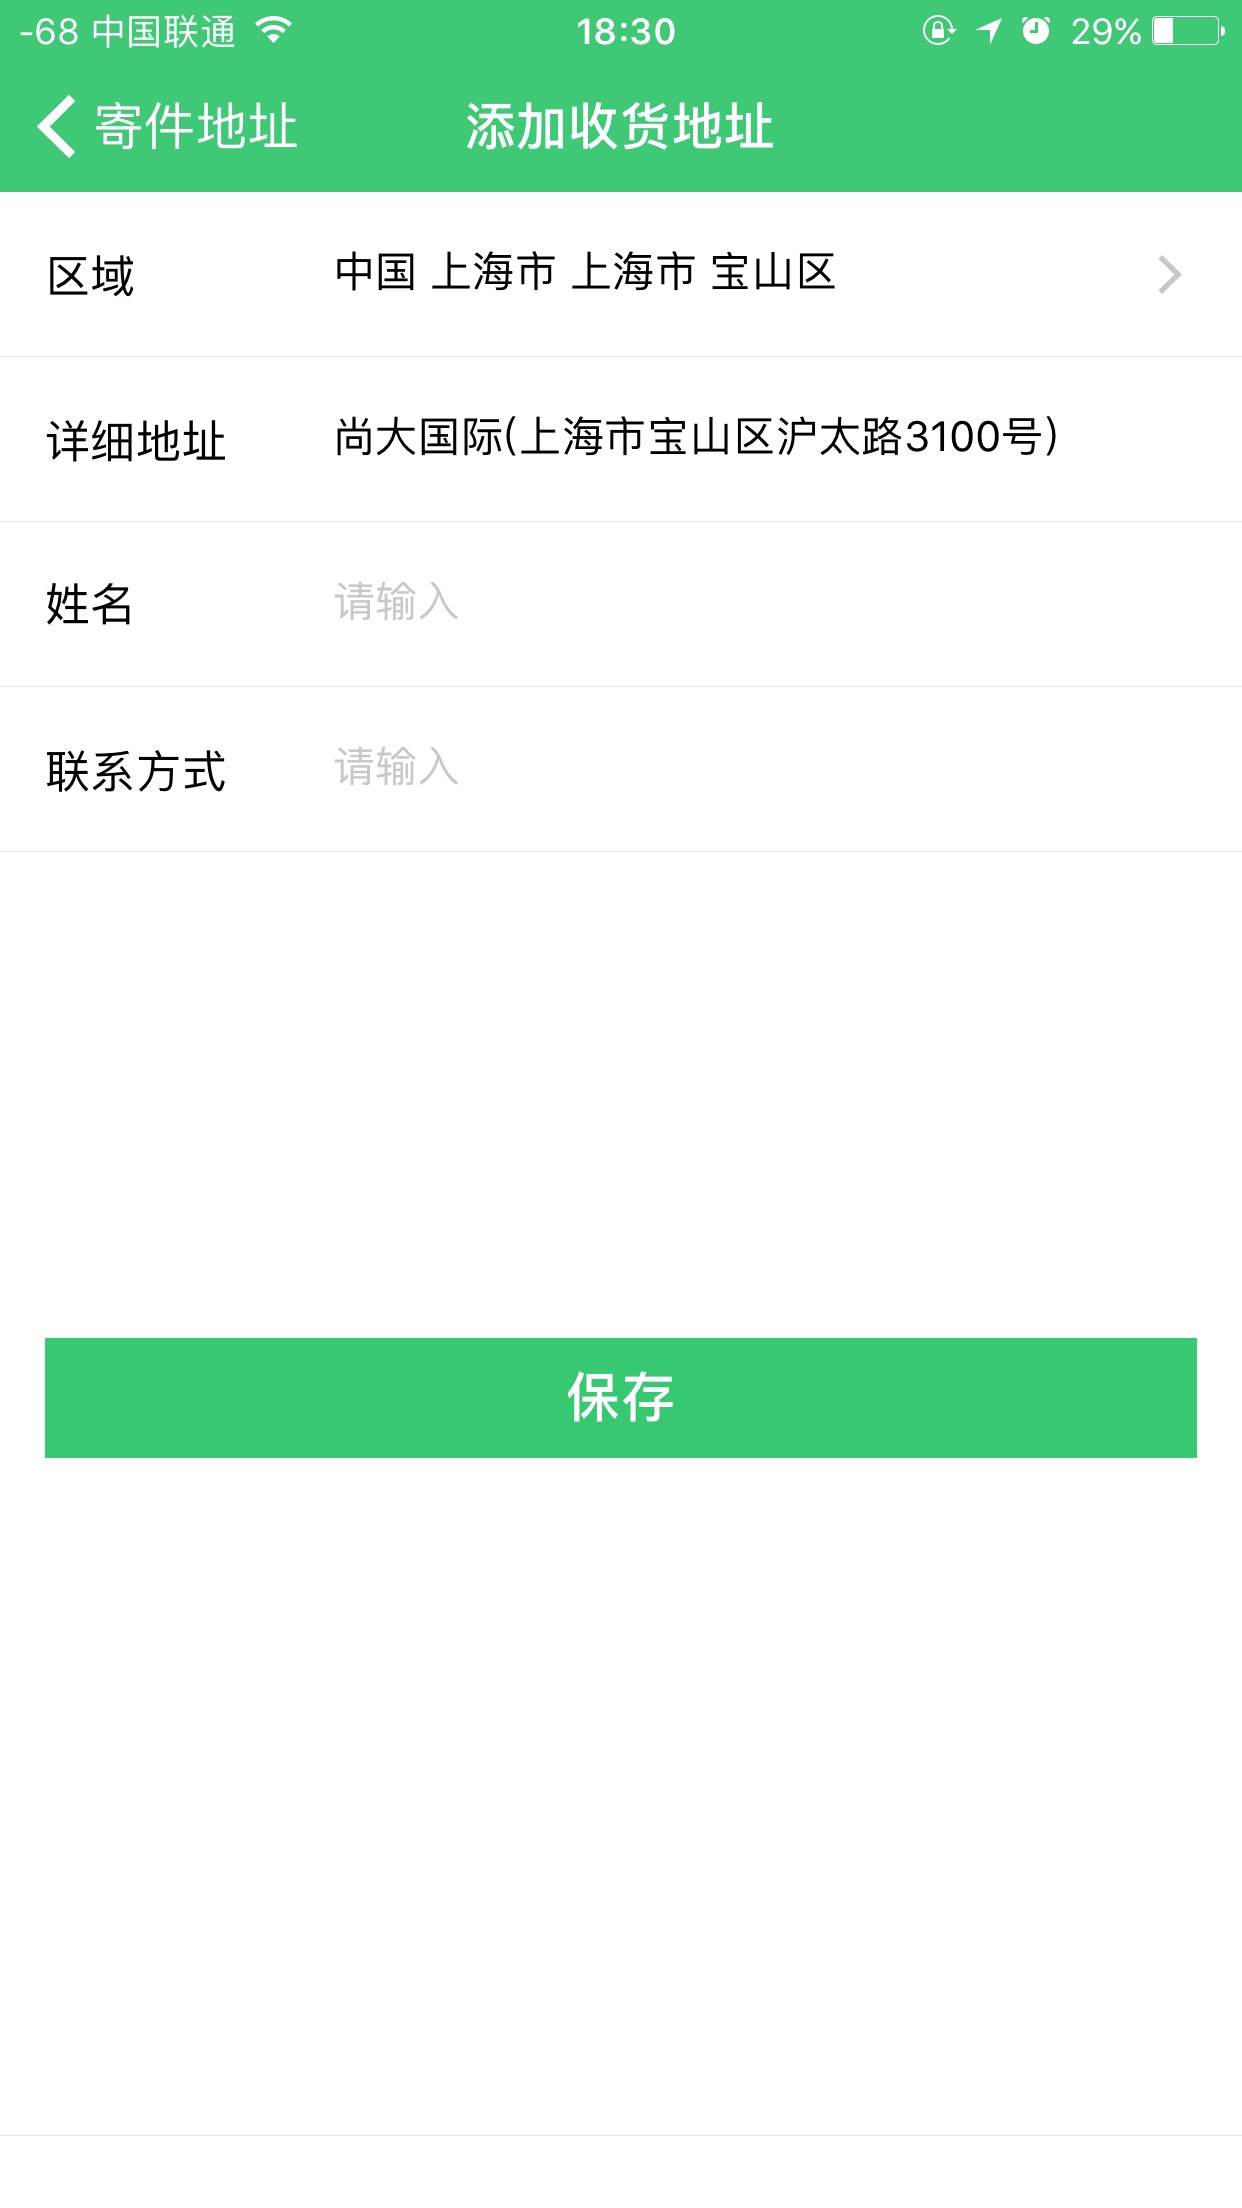 -68 中国联通 18:30 29%
寄件地址 添加收货地址
区域 中国 上海市 上海市 宝山区
详细地址 尚大国际(上海市宝山区沪太路3100号)
姓名 请输入
联系方式 请输入
保存